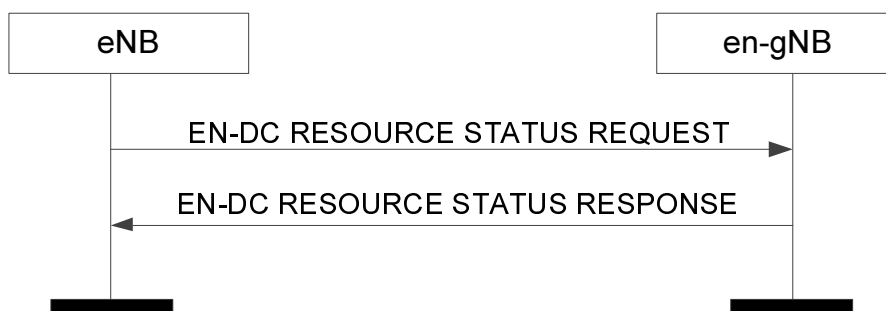 eNB
en-gNB
EN-DC RESOURCE STATUS REQUEST
EN-DC RESOURCE STATUS RESPONSE